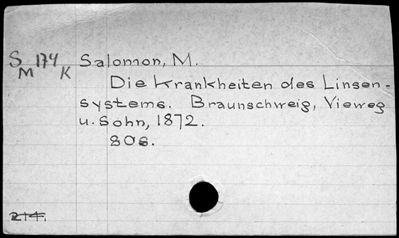 S 174 Salomon, M.
M K
Die Krankheiten des Linsen-
systems. Braunschweig, Vieweg
u. Sohn, 1872.
80s.
214.